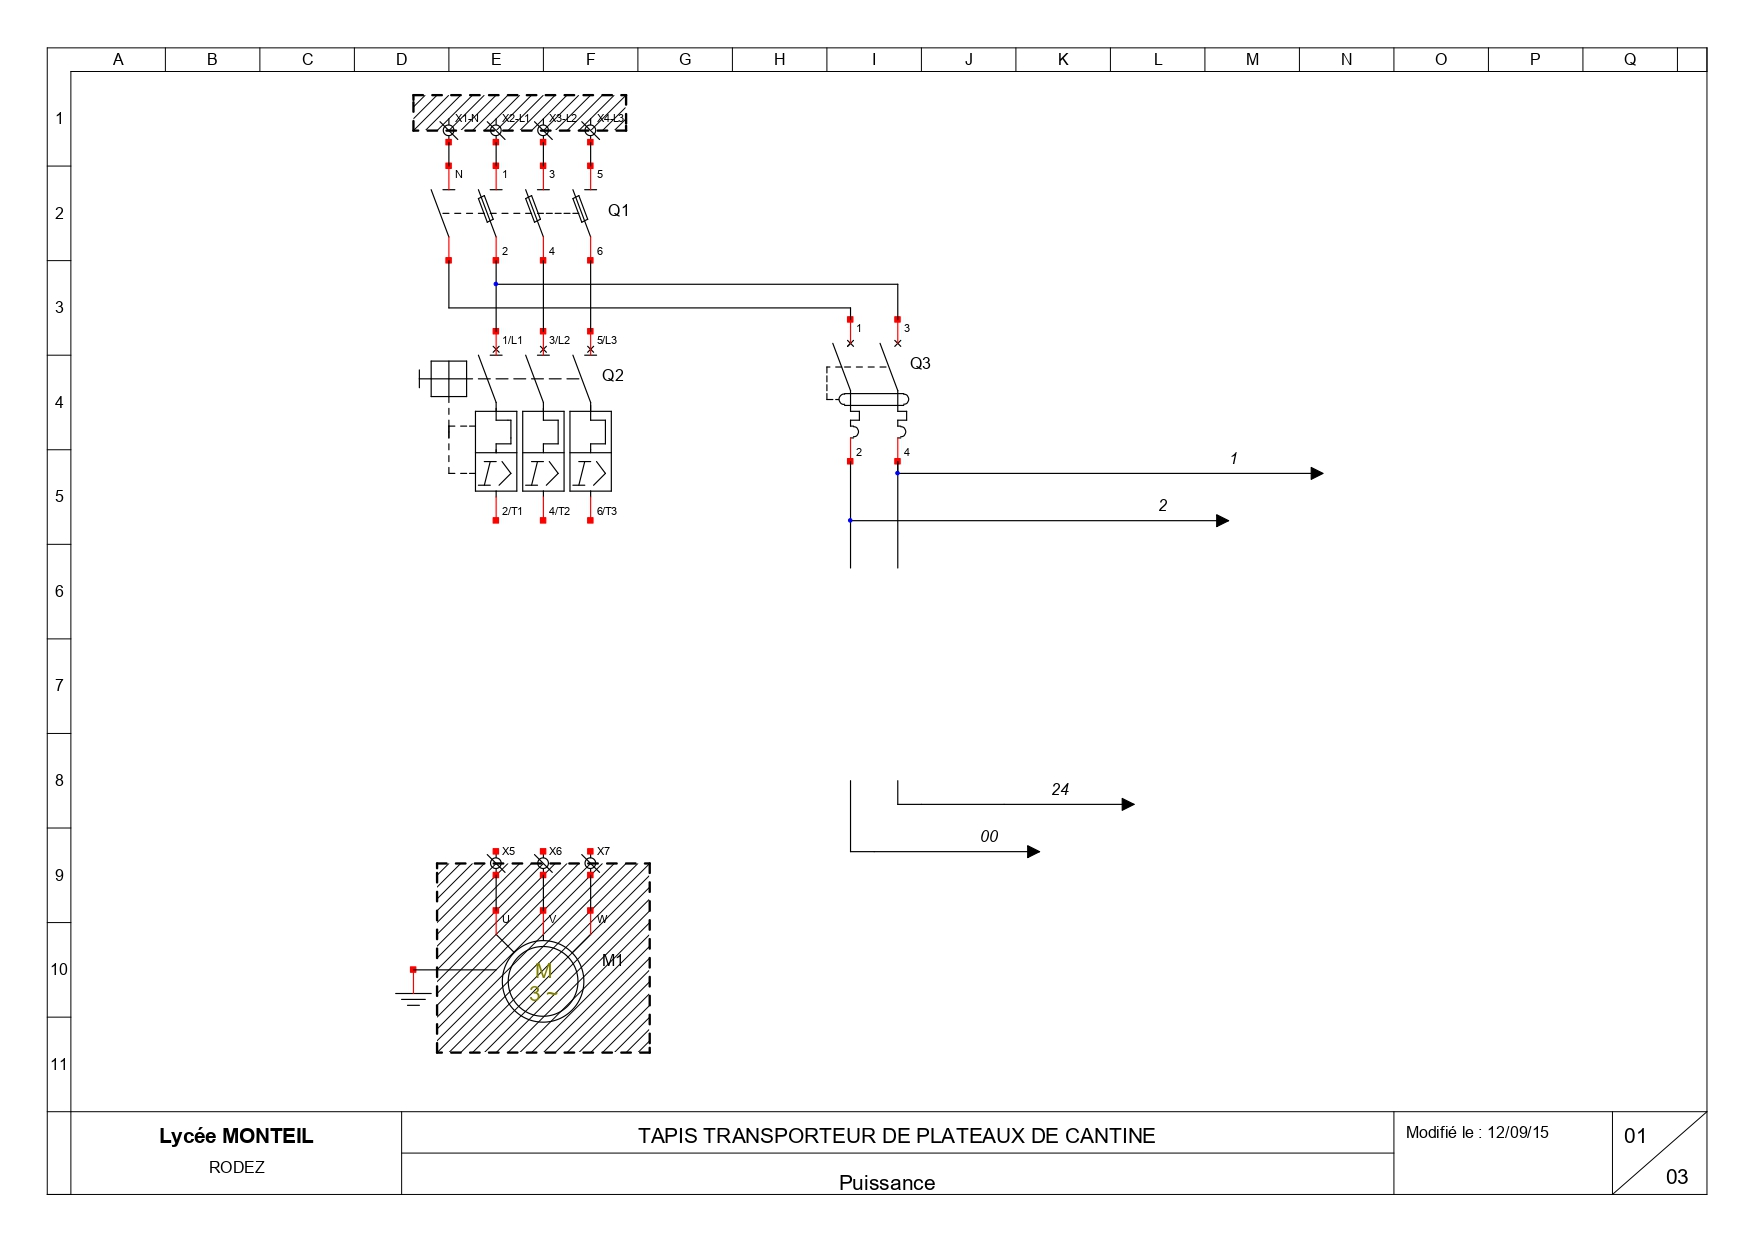 A B C D E F G H I J K L M N O P Q
1
X1-N X2-L1 X3-L2 X4-L3
N 1 3 5
2
Q1
2 4 6
3
1 3
1/L1 3/L2 5/L3
Q3
Q2
4
2 4
1
5
2
2/T1 4/T2 6/T3
6
7
8
24
00
X5 X6 X7
9
U V W
M1
10
M
3 ~
11
Lycée MONTEIL
RODEZ
TAPIS TRANSPORTEUR DE PLATEAUX DE CANTINE
Puissance
Modifié le : 12/09/15
01
03